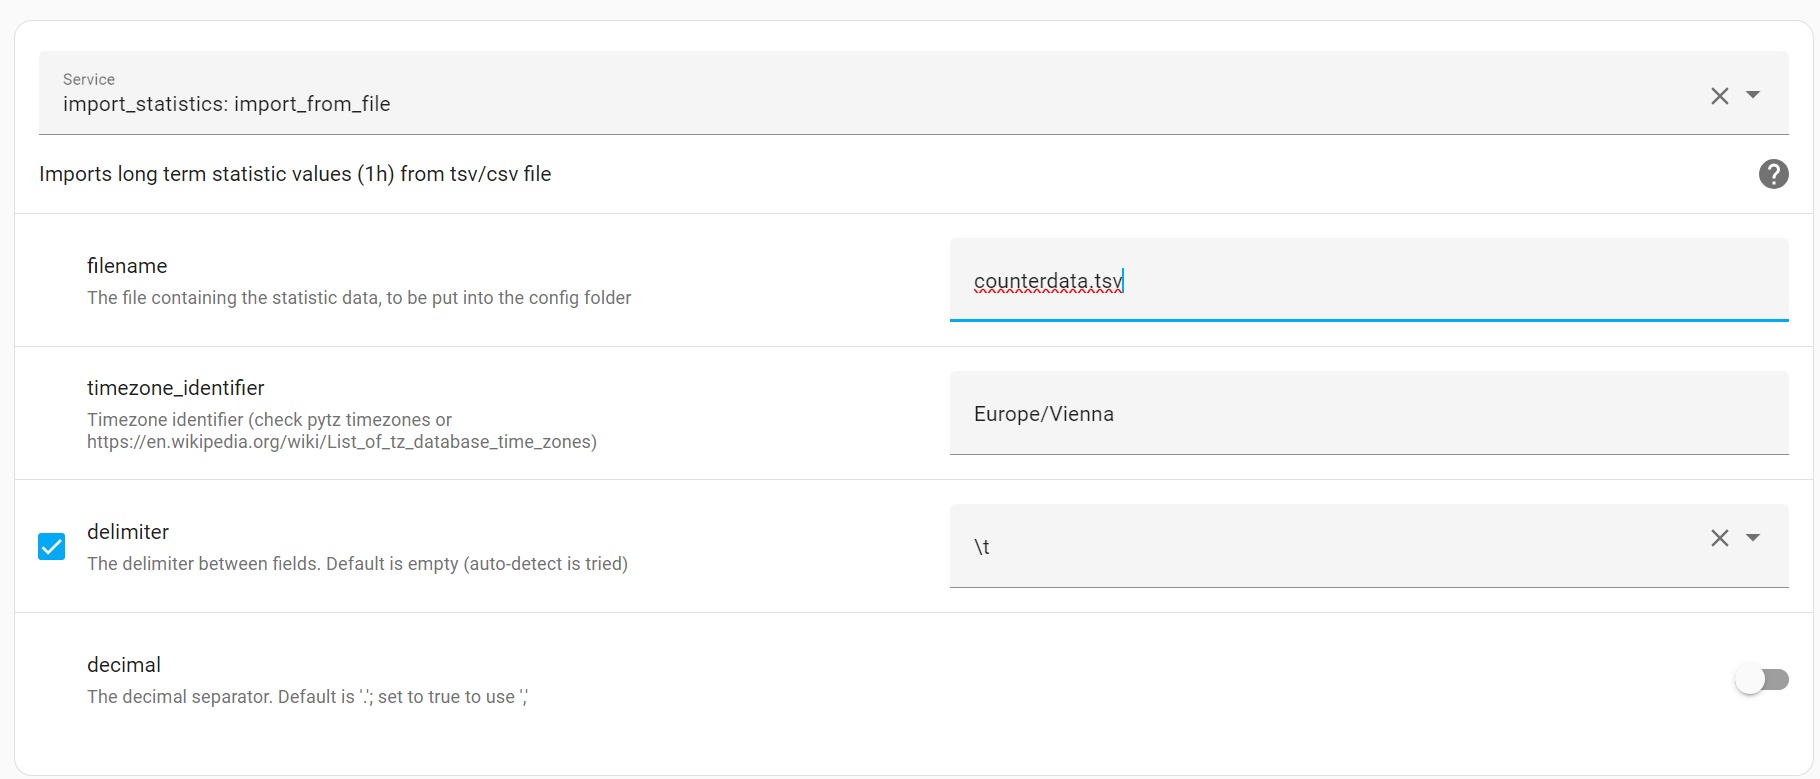 Service
import_statistics: import_from_file
Imports long term statistic values (1h) from tsv/csv file
filename
The file containing the statistic data, to be put into the config folder
counterdata.tsv
timezone_identifier
Timezone identifier (check pytz timezones or
https://en.wikipedia.org/wiki/List_of_tz_database_time_zones)
Europe/Vienna
delimiter
The delimiter between fields. Default is empty (auto-detect is tried)
\t
decimal
The decimal separator. Default is '.'; set to true to use ','